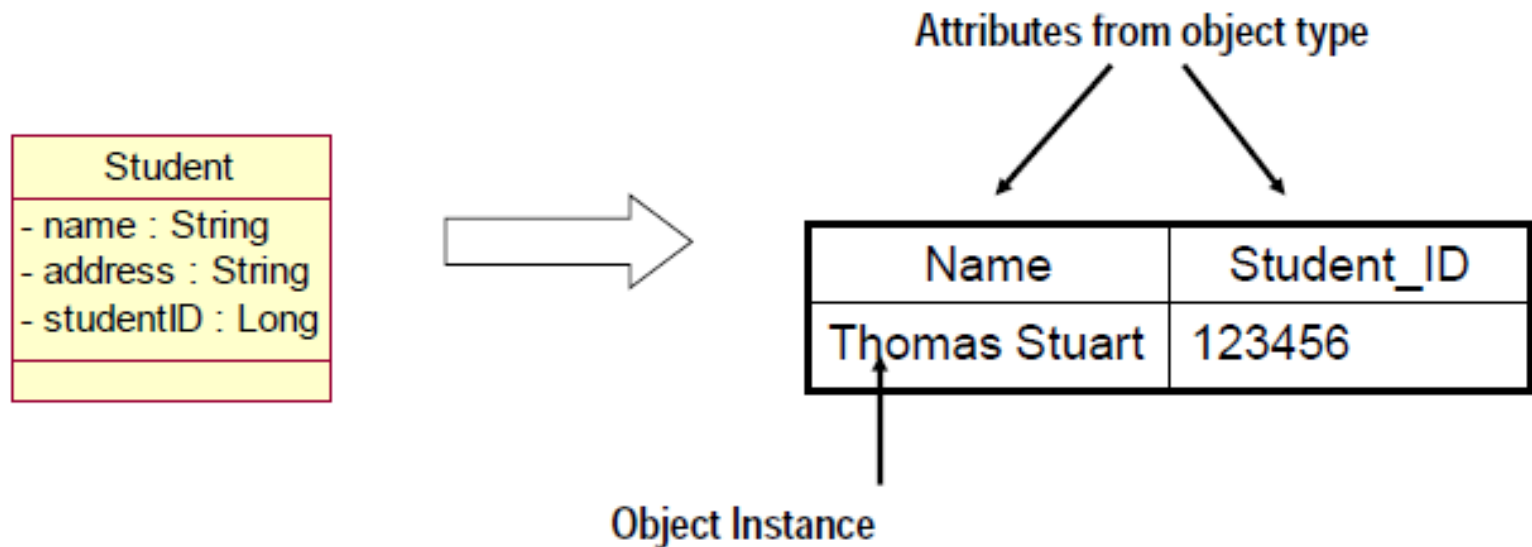 Attributes from object type
Student
- name : String
- address : String
- studentID : Long
Name Student_ID
Thomas Stuart 123456
Object Instance